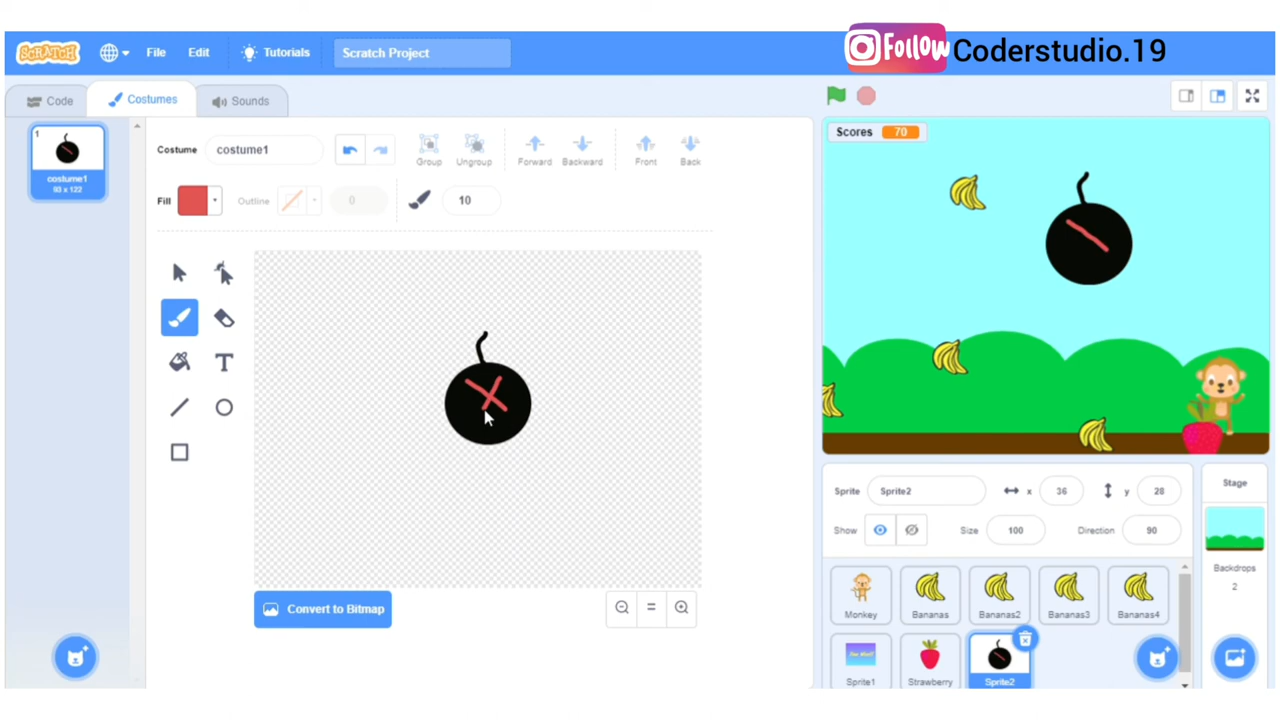 Follow Coderstudio.19
SCRATCH File Edit Tutorials Scratch Project
Code Costumes Sounds
1
costume1
93 x 122
Costume costume1 Group Ungroup Forward Backward Front Back
Fill Outline 0 10
Convert to Bitmap
Scores 70
Sprite Sprite2 x 36 y 28
Show Size 100 Direction 90
Monkey Bananas Bananas2 Bananas3 Bananas4
Sprite1 Strawberry Sprite2
Stage
Backdrops
2